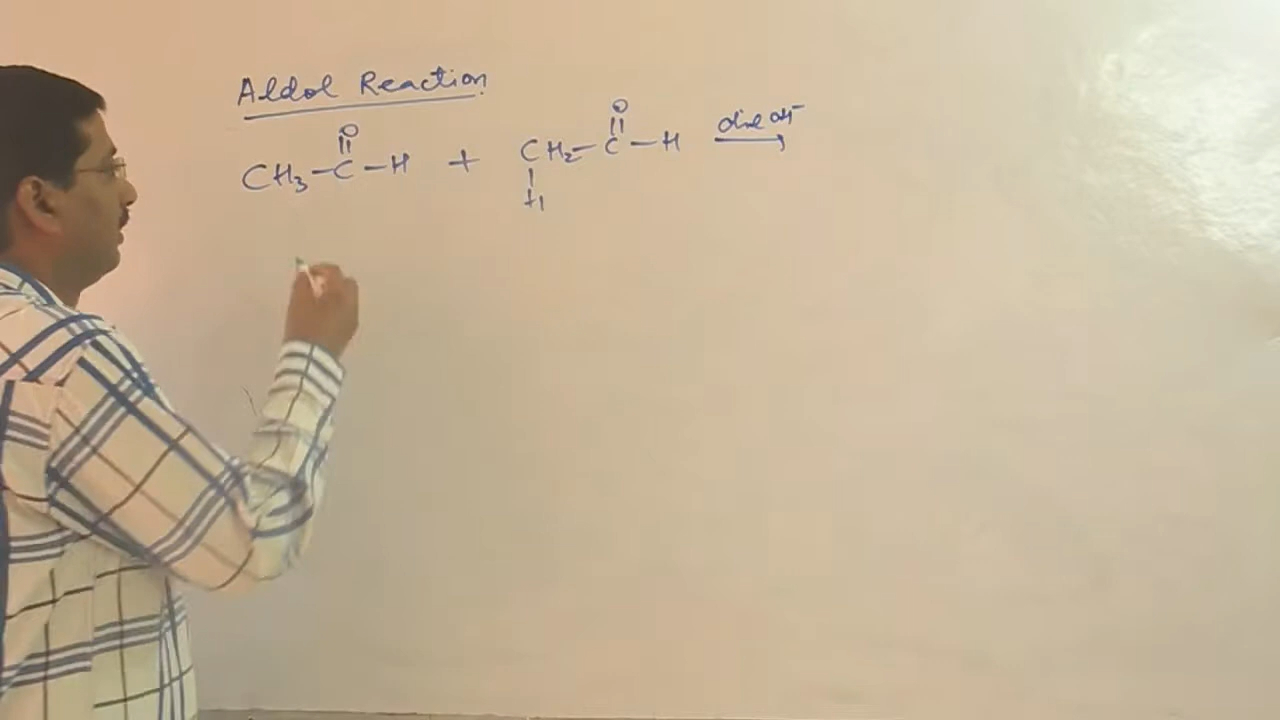 Aldol Reaction
O O
|| || dil OH⁻
CH₃–C–H + CH₂–C–H ⟶
|
H